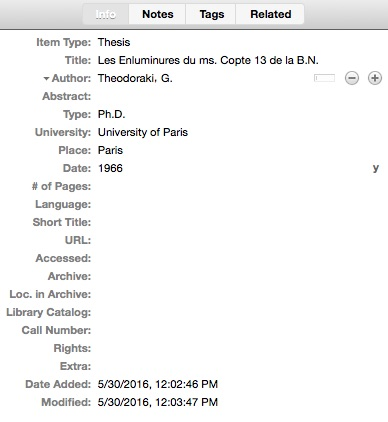 Info Notes Tags Related
Item Type: Thesis
Title: Les Enluminures du ms. Copte 13 de la B.N.
Author: Theodoraki, G.
Abstract:
Type: Ph.D.
University: University of Paris
Place: Paris
Date: 1966 y
# of Pages:
Language:
Short Title:
URL:
Accessed:
Archive:
Loc. in Archive:
Library Catalog:
Call Number:
Rights:
Extra:
Date Added: 5/30/2016, 12:02:46 PM
Modified: 5/30/2016, 12:03:47 PM